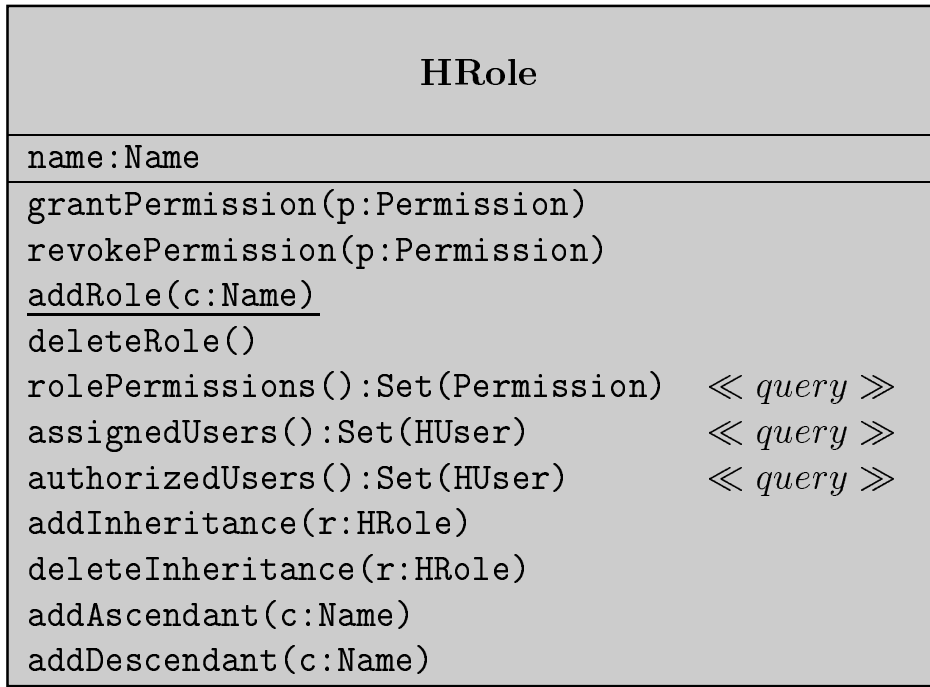 HRole
name:Name
grantPermission(p:Permission)
revokePermission(p:Permission)
addRole(c:Name)
deleteRole()
rolePermissions():Set(Permission) ≪ query ≫
assignedUsers():Set(HUser) ≪ query ≫
authorizedUsers():Set(HUser) ≪ query ≫
addInheritance(r:HRole)
deleteInheritance(r:HRole)
addAscendant(c:Name)
addDescendant(c:Name)